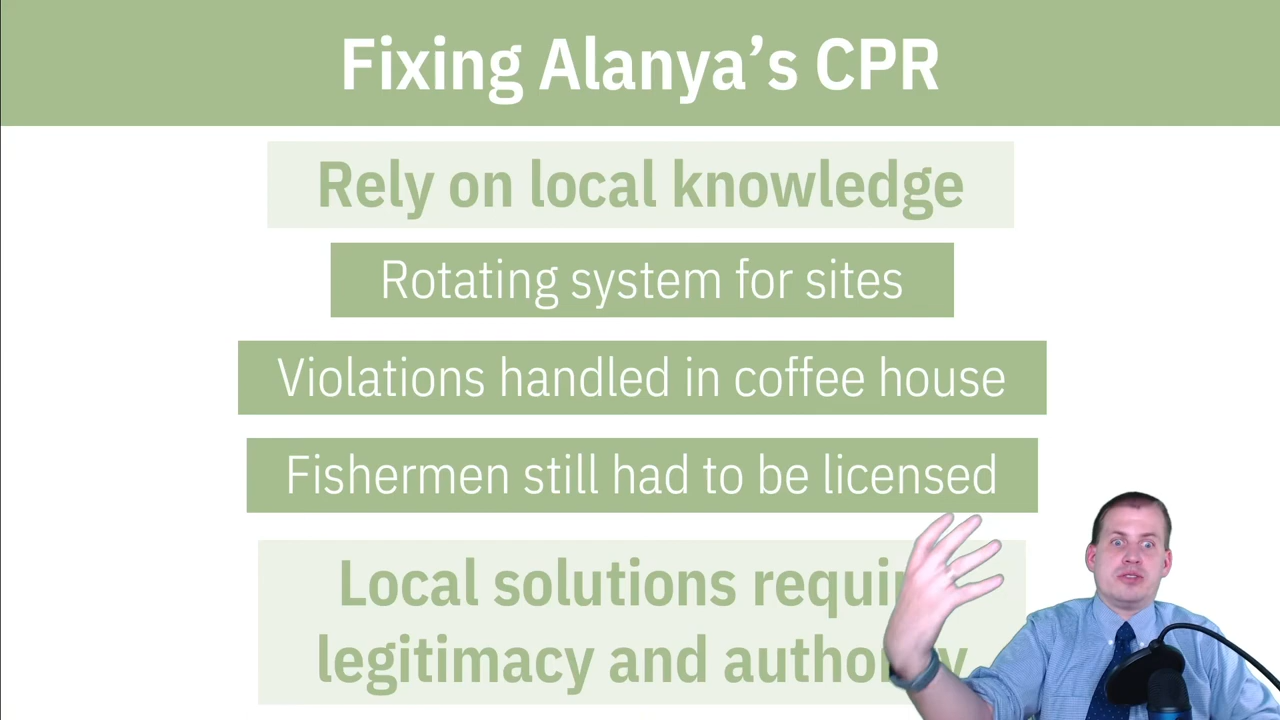 Fixing Alanya’s CPR
Rely on local knowledge
Rotating system for sites
Violations handled in coffee house
Fishermen still had to be licensed
Local solutions
legitimacy and